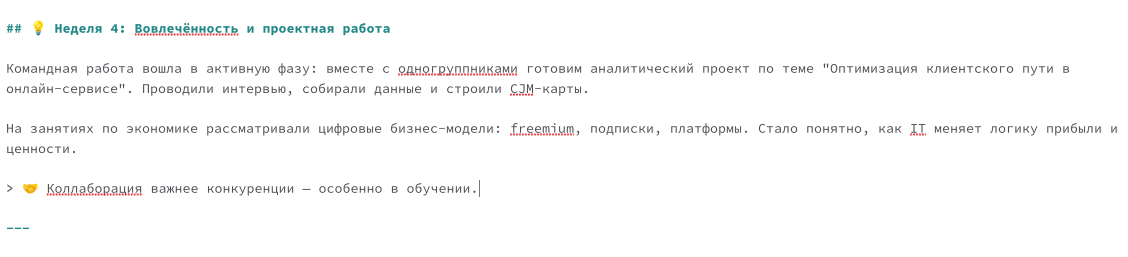 ## 💡 Неделя 4: Вовлечённость и проектная работа
Командная работа вошла в активную фазу: вместе с одногруппниками готовим аналитический проект по теме "Оптимизация клиентского пути в
онлайн-сервисе". Проводили интервью, собирали данные и строили CJM-карты.
На занятиях по экономике рассматривали цифровые бизнес-модели: freemium, подписки, платформы. Стало понятно, как IT меняет логику прибыли и
ценности.
> 🤝 Коллаборация важнее конкуренции — особенно в обучении.
---